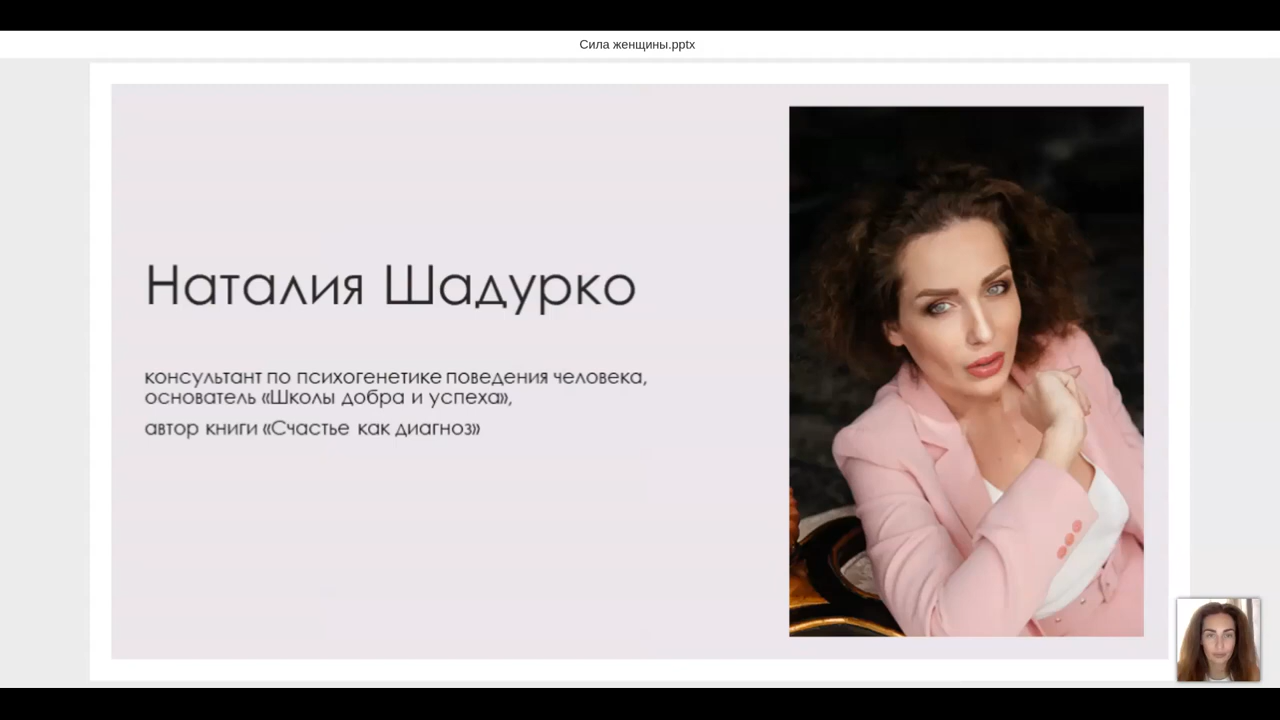 Сила женщины.pptx
Наталия Шадурко
консультант по психогенетике поведения человека,
основатель «Школы добра и успеха»,
автор книги «Счастье как диагноз»